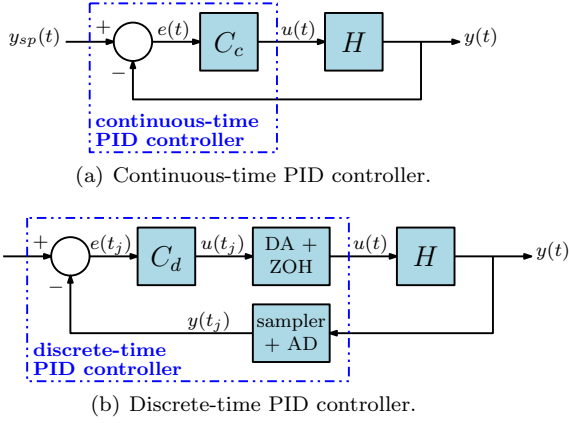 y_sp(t) + e(t) C_c u(t) H y(t)
−
continuous-time
PID controller
(a) Continuous-time PID controller.
+ e(t_j) C_d u(t_j) DA + ZOH u(t) H y(t)
−
y(t_j) sampler + AD
discrete-time
PID controller
(b) Discrete-time PID controller.